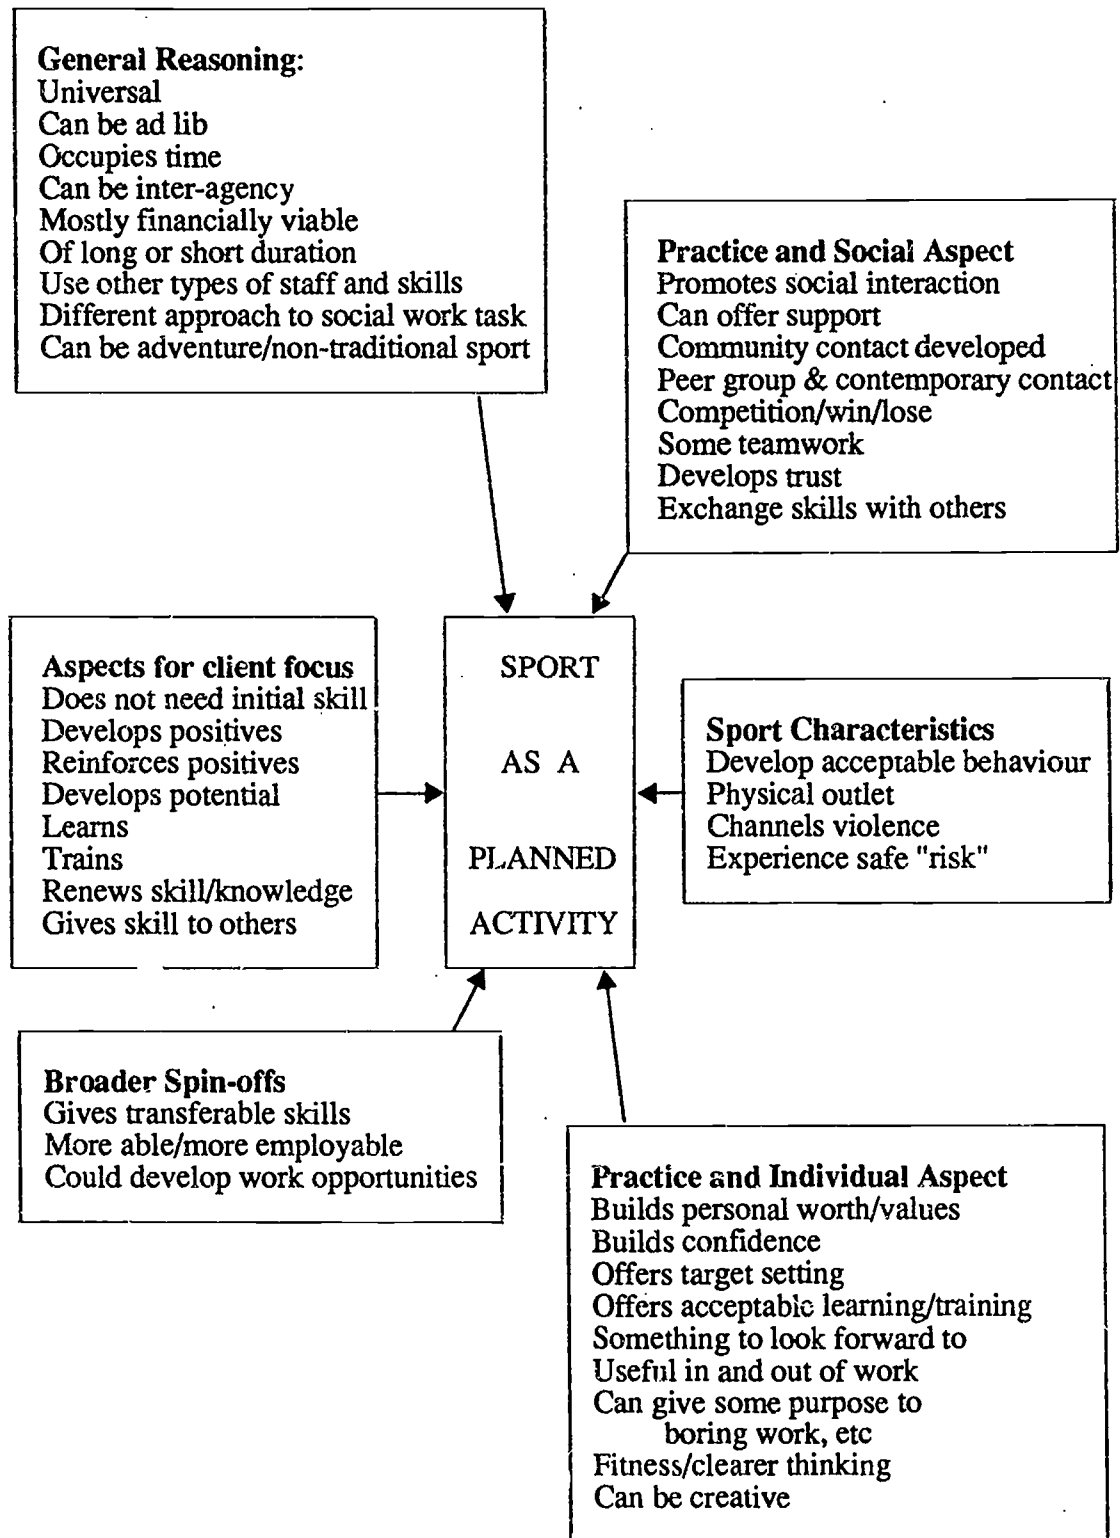 General Reasoning:
Universal
Can be ad lib
Occupies time
Can be inter-agency
Mostly financially viable
Of long or short duration
Use other types of staff and skills
Different approach to social work task
Can be adventure/non-traditional sport
Practice and Social Aspect
Promotes social interaction
Can offer support
Community contact developed
Peer group & contemporary contact
Competition/win/lose
Some teamwork
Develops trust
Exchange skills with others
Aspects for client focus
Does not need initial skill
Develops positives
Reinforces positives
Develops potential
Learns
Trains
Renews skill/knowledge
Gives skill to others
SPORT
AS A
PLANNED
ACTIVITY
Sport Characteristics
Develop acceptable behaviour
Physical outlet
Channels violence
Experience safe "risk"
Broader Spin-offs
Gives transferable skills
More able/more employable
Could develop work opportunities
Practice and Individual Aspect
Builds personal worth/values
Builds confidence
Offers target setting
Offers acceptable learning/training
Something to look forward to
Useful in and out of work
Can give some purpose to
boring work, etc
Fitness/clearer thinking
Can be creative